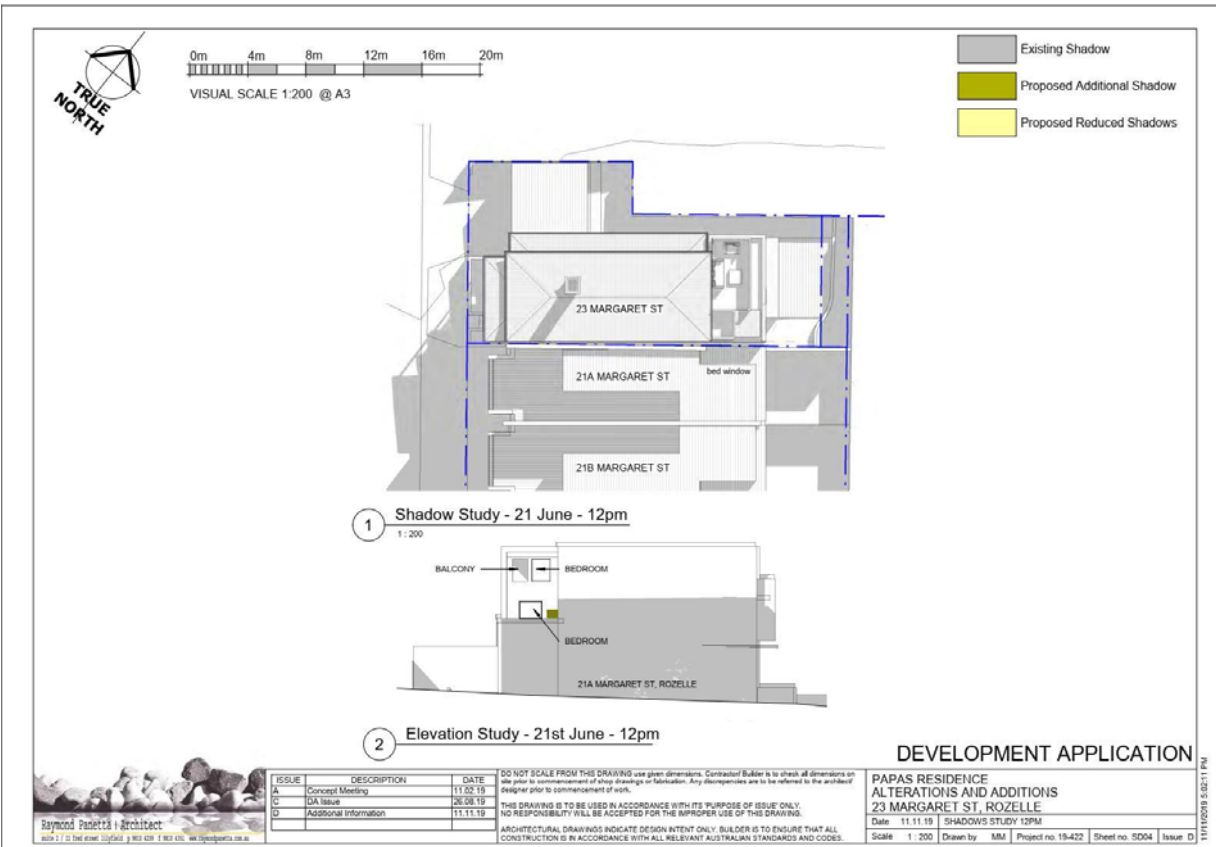 TRUE
NORTH
0m 4m 8m 12m 16m 20m
VISUAL SCALE 1:200 @ A3
Existing Shadow
Proposed Additional Shadow
Proposed Reduced Shadows
23 MARGARET ST
21A MARGARET ST
bed window
21B MARGARET ST
1 Shadow Study - 21 June - 12pm
1 : 200
BALCONY BEDROOM
BEDROOM
21A MARGARET ST, ROZELLE
2 Elevation Study - 21st June - 12pm
DEVELOPMENT APPLICATION
Raymond Panetta : Architect
ISSUE DESCRIPTION DATE
A Concept Meeting 11.02.19
C DA Issue 26.08.19
D Additional Information 11.11.19
DO NOT SCALE FROM THIS DRAWING use given dimensions. Contractor/ Builder is to check all dimensions on
site prior to commencement of shop drawings or fabrication. Any discrepancies are to be referred to the architect/
designer prior to commencement of work.
THIS DRAWING IS TO BE USED IN ACCORDANCE WITH ITS 'PURPOSE OF ISSUE' ONLY.
NO RESPONSIBILITY WILL BE ACCEPTED FOR THE IMPROPER USE OF THIS DRAWING.
ARCHITECTURAL DRAWINGS INDICATE DESIGN INTENT ONLY. BUILDER IS TO ENSURE THAT ALL
CONSTRUCTION IS IN ACCORDANCE WITH ALL RELEVANT AUSTRALIAN STANDARDS AND CODES.
PAPAS RESIDENCE
ALTERATIONS AND ADDITIONS
23 MARGARET ST, ROZELLE
Date 11.11.19 SHADOWS STUDY 12PM
Scale 1 : 200 Drawn by MM Project no. 19-422 Sheet no. SD04 Issue D
11/11/2019 5:02:11 PM